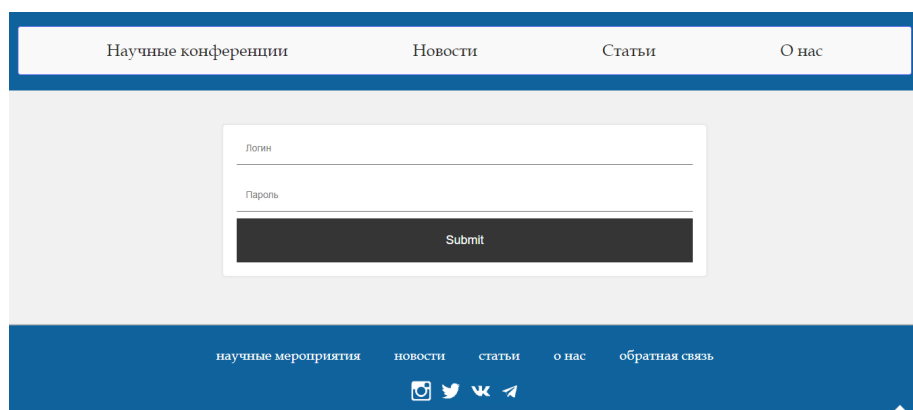 Научные конференции Новости Статьи О нас
Логин
Пароль
Submit
научные мероприятия новости статьи о нас обратная связь